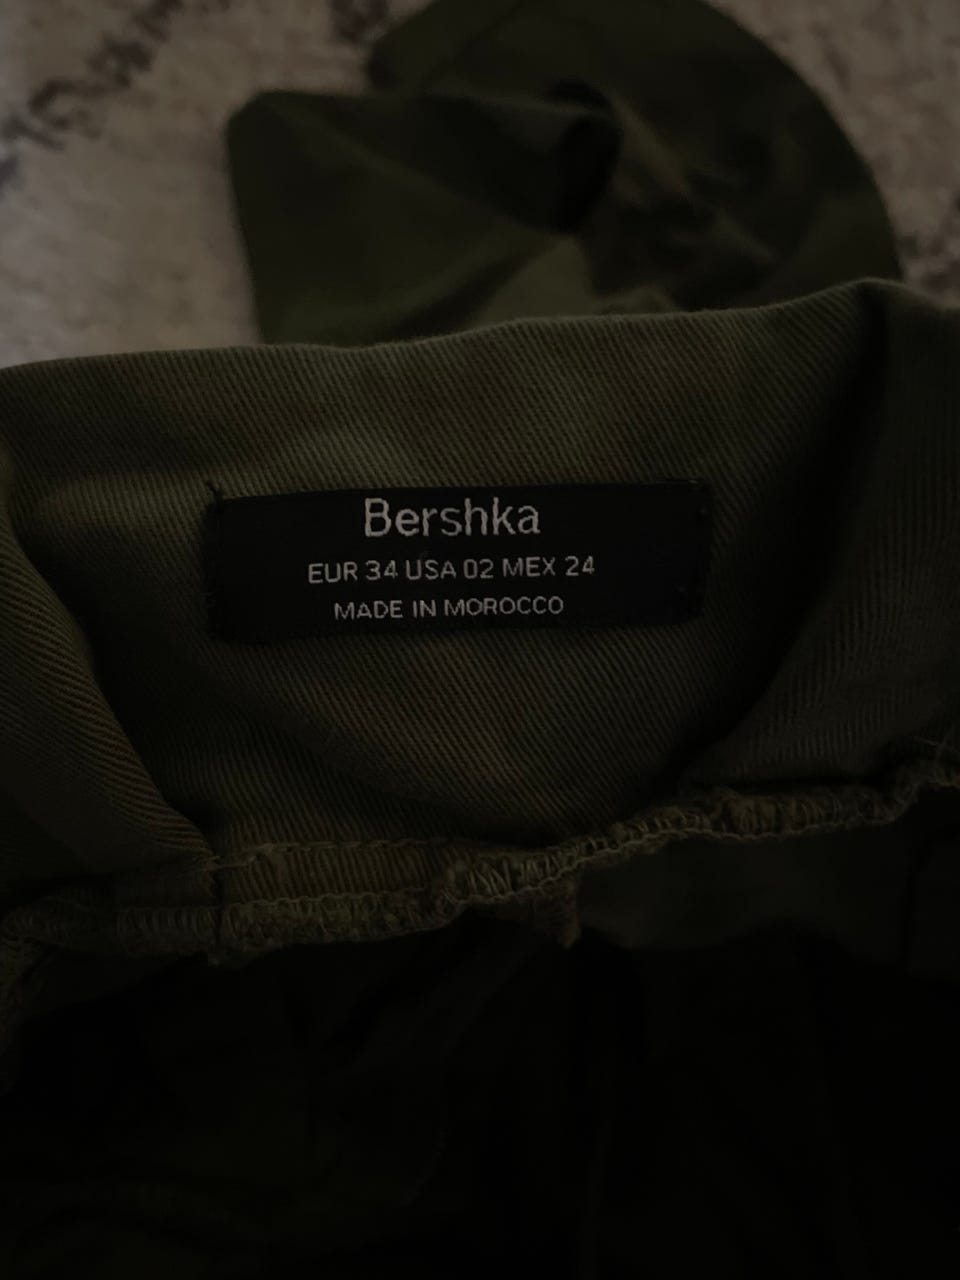 Bershka
EUR 34 USA 02 MEX 24
MADE IN MOROCCO